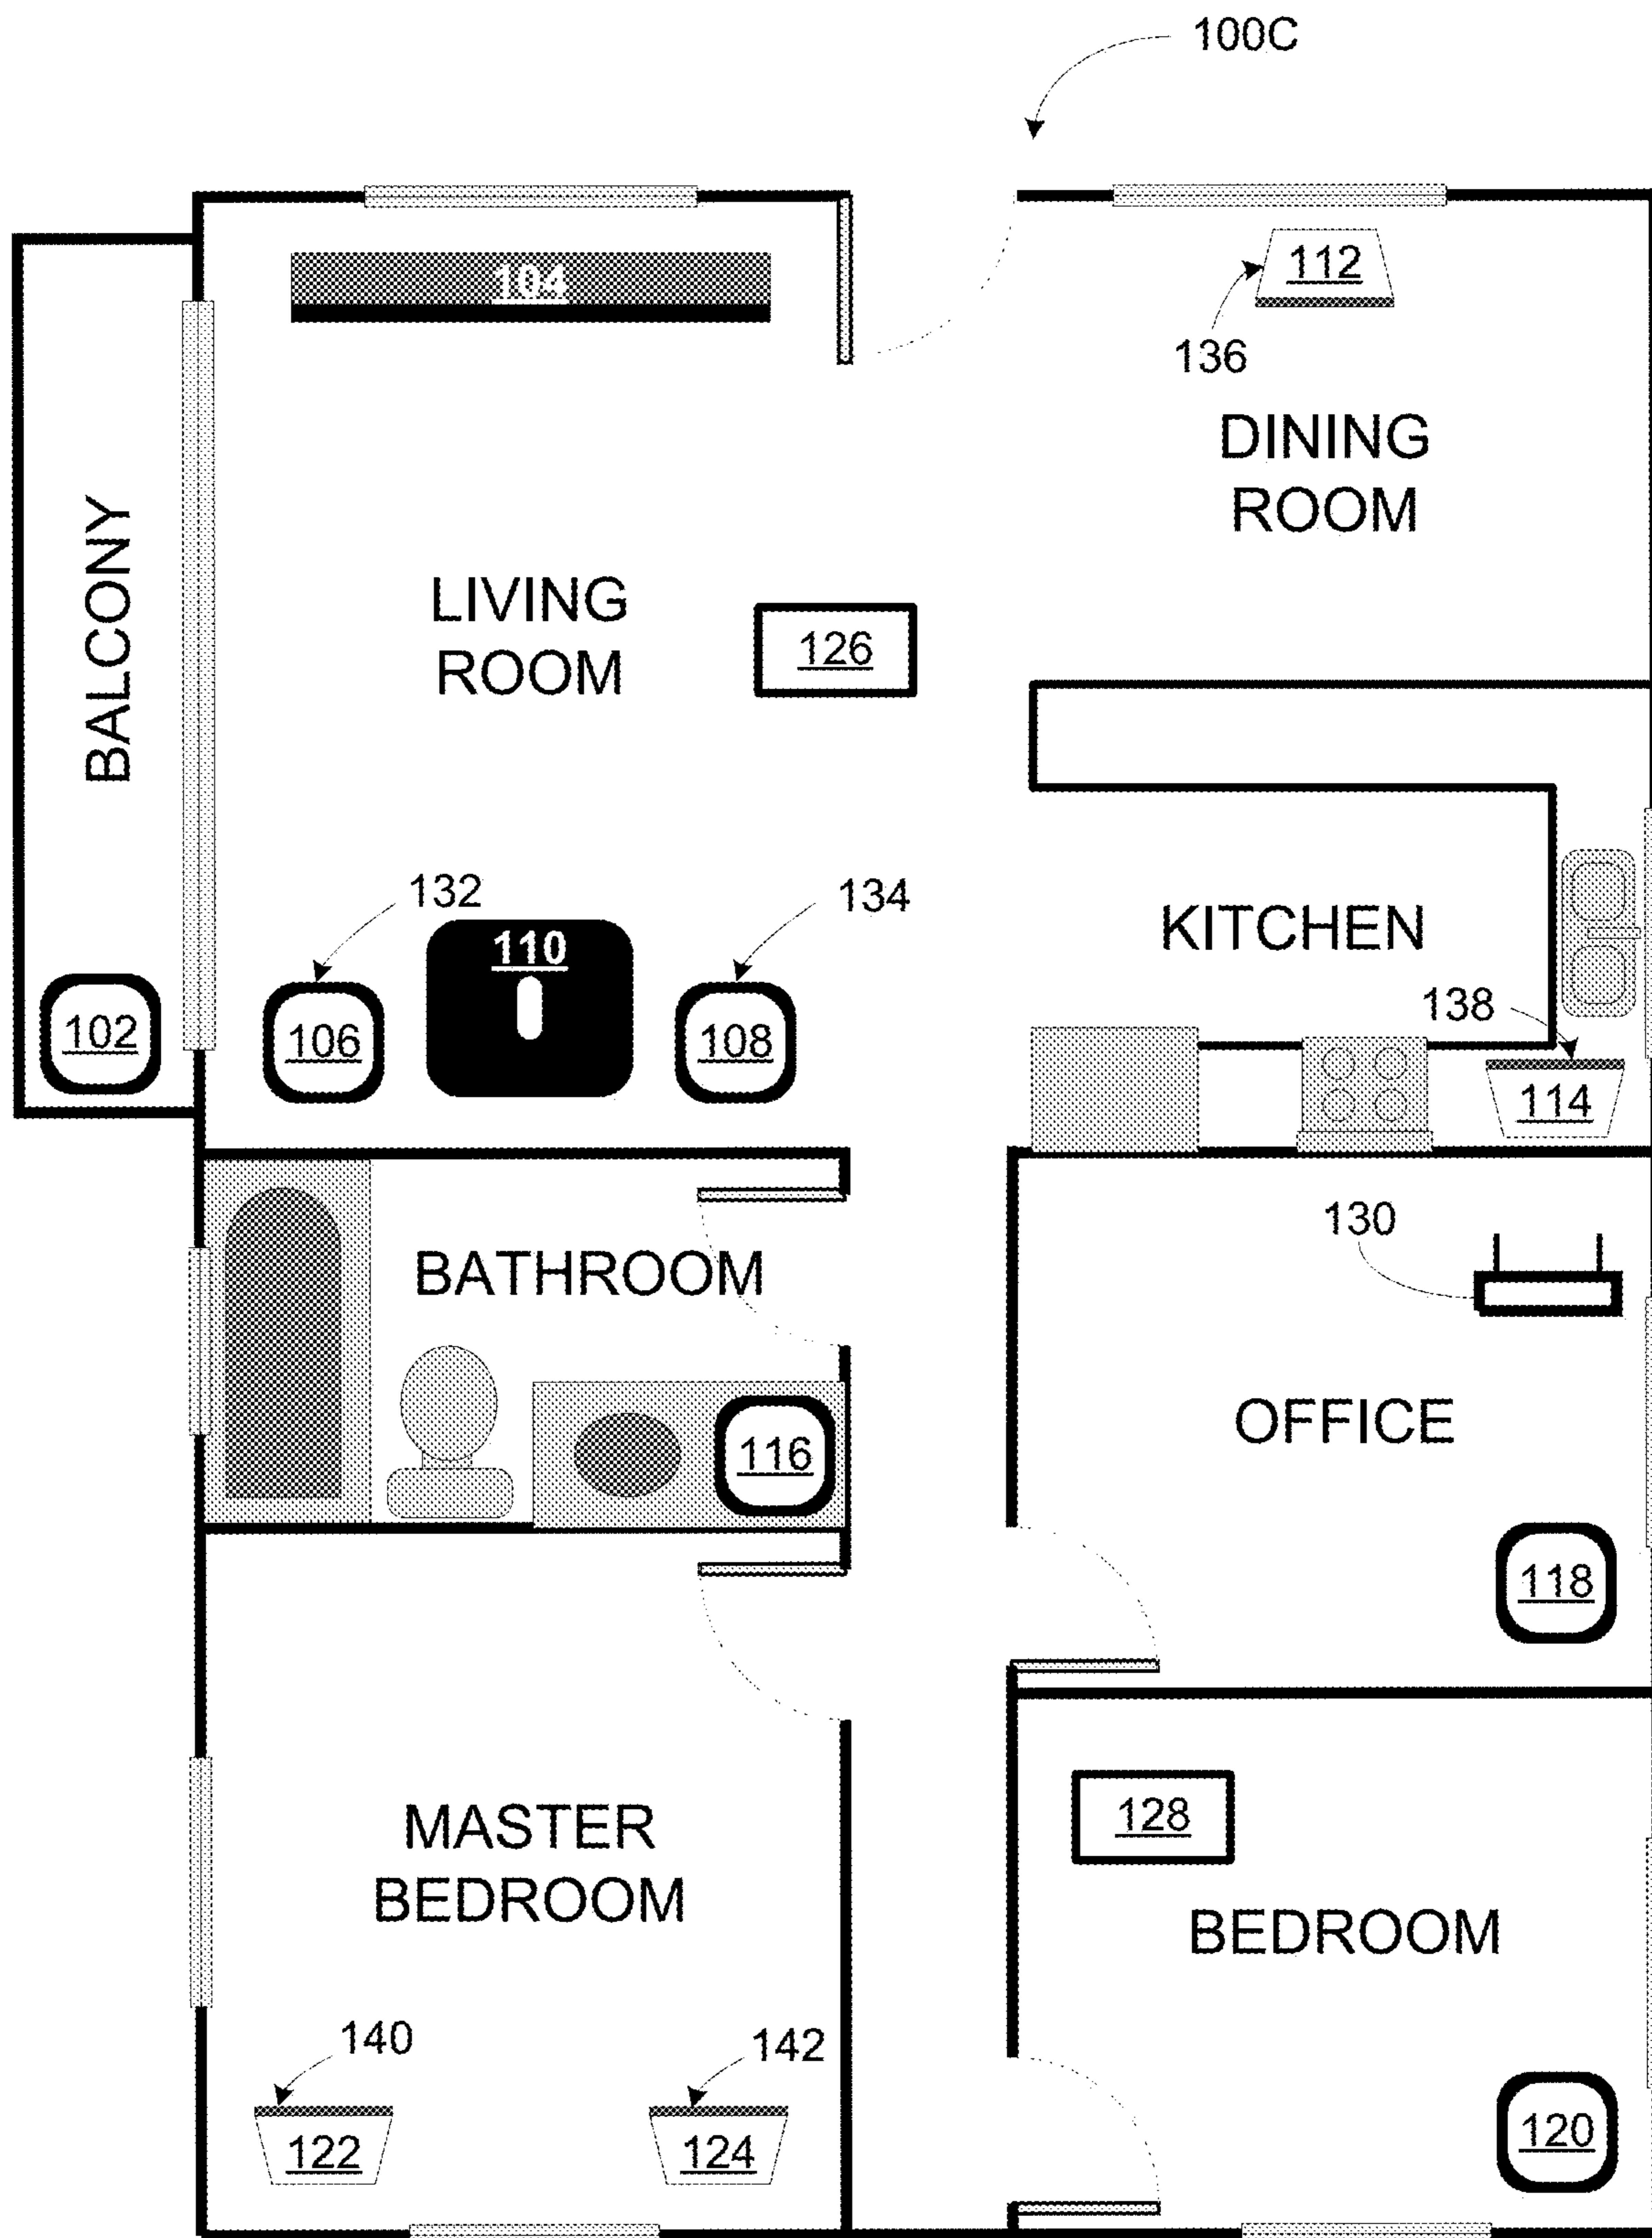 100C
104
112
136
DINING
ROOM
BALCONY
LIVING
ROOM
126
132
134
110
KITCHEN
102
106
108
138
114
130
BATHROOM
OFFICE
116
118
MASTER
BEDROOM
128
BEDROOM
140
142
122
124
120